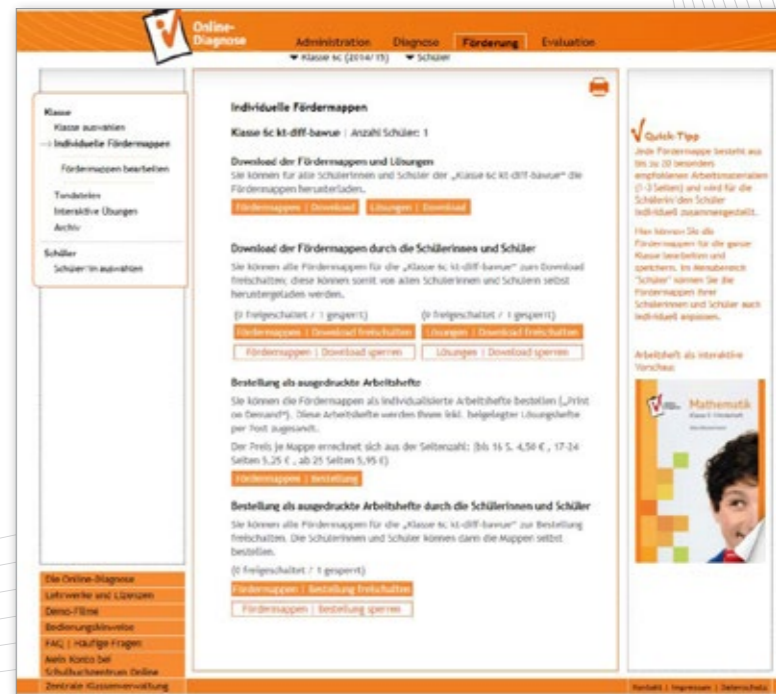 Online-
Diagnose
Administration Diagnose Förderung Evaluation
Klasse 6c (2014/15) Schüler
Klasse
Klasse auswählen
Individuelle Fördermappen
Fördermappen bearbeiten
Tondateien
Interaktive Übungen
Archiv
Schüler
Schüler/in auswählen
Individuelle Fördermappen
Klasse 6c kt-diff-bawue | Anzahl Schüler: 1
Download der Fördermappen und Lösungen
Sie können für alle Schülerinnen und Schüler der „Klasse 6c kt-diff-bawue“ die
Fördermappen herunterladen.
Fördermappen | Download Lösungen | Download
Download der Fördermappen durch die Schülerinnen und Schüler
Sie können alle Fördermappen für die „Klasse 6c kt-diff-bawue“ zum Download
freischalten; diese können somit von allen Schülerinnen und Schülern selbst
heruntergeladen werden.
(0 freigeschaltet / 1 gesperrt) (0 freigeschaltet / 1 gesperrt)
Fördermappen | Download freischalten Lösungen | Download freischalten
Fördermappen | Download sperren Lösungen | Download sperren
Bestellung als ausgedruckte Arbeitshefte
Sie können die Fördermappen als individualisierte Arbeitshefte bestellen („Print
on Demand“). Diese Arbeitshefte werden Ihnen inkl. beigelegter Lösungshefte
per Post zugesandt.
Der Preis je Mappe errechnet sich aus der Seitenzahl: (bis 16 S. 4,50 € , 17-24
Seiten 5,25 € , ab 25 Seiten 5,95 €)
Fördermappen | Bestellung
Bestellung als ausgedruckte Arbeitshefte durch die Schülerinnen und Schüler
Sie können alle Fördermappen für die „Klasse 6c kt-diff-bawue“ zur Bestellung
freischalten. Die Schülerinnen und Schüler können dann die Mappen selbst
bestellen.
(0 freigeschaltet / 1 gesperrt)
Fördermappen | Bestellung freischalten
Fördermappen | Bestellung sperren
Quick-Tipp
Jede Fördermappe besteht aus
bis zu 20 besonders
empfohlenen Arbeitsmaterialien
(1-3 Seiten) und wird für die
Schülerin/den Schüler
individuell zusammengestellt.
Hier können Sie die
Fördermappen für die ganze
Klasse bearbeiten und
speichern. Im Menübereich
"Schüler" können Sie die
Fördermappen Ihrer
Schülerinnen und Schüler auch
individuell anpassen.
Arbeitsheft als interaktive
Vorschau:
Mathematik
Die Online-Diagnose
Lehrwerke und Lizenzen
Demo-Filme
Bedienungshinweise
FAQ | Häufige Fragen
Mein Konto bei
Schulbuchzentrum Online
Zentrale Klassenverwaltung
Kontakt | Impressum | Datenschutz